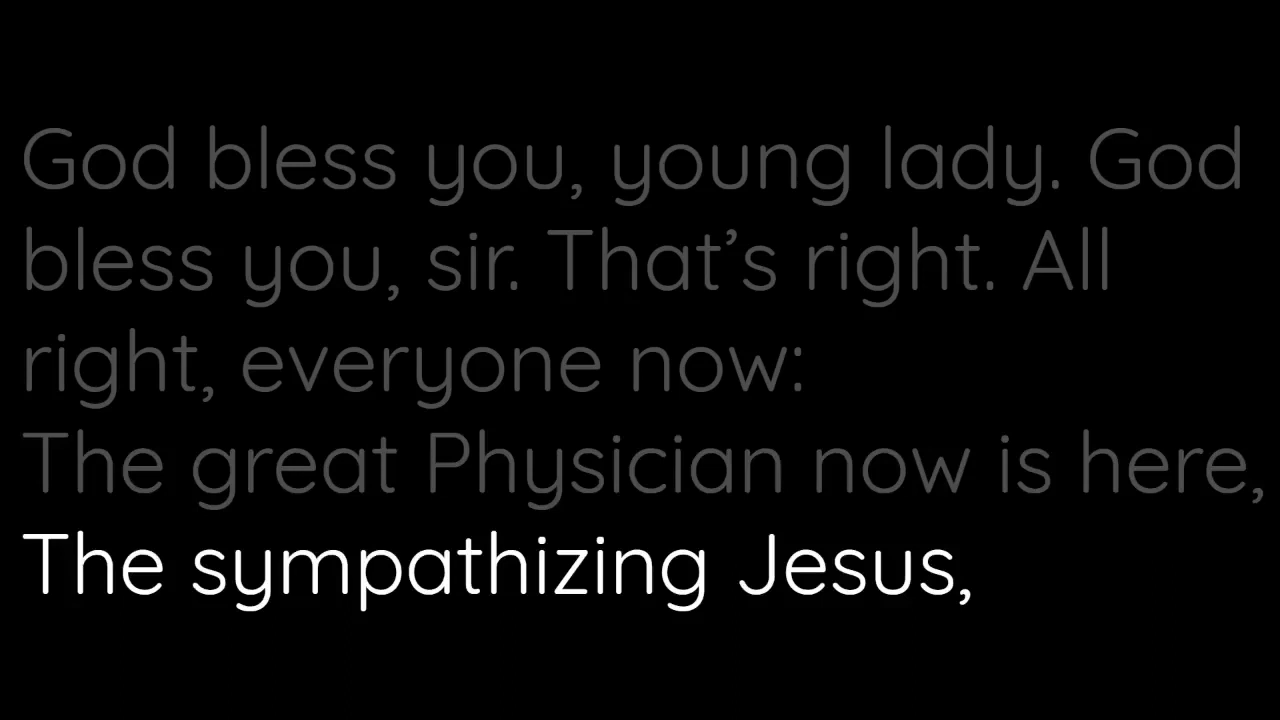 God bless you, young lady. God
bless you, sir. That’s right. All
right, everyone now:
The great Physician now is here,
The sympathizing Jesus,